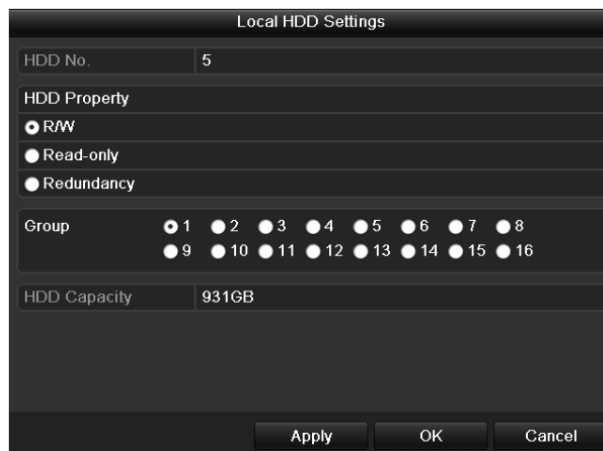 Local HDD Settings
HDD No. 5
HDD Property
R/W
Read-only
Redundancy
Group 1 2 3 4 5 6 7 8
9 10 11 12 13 14 15 16
HDD Capacity 931GB
Apply OK Cancel